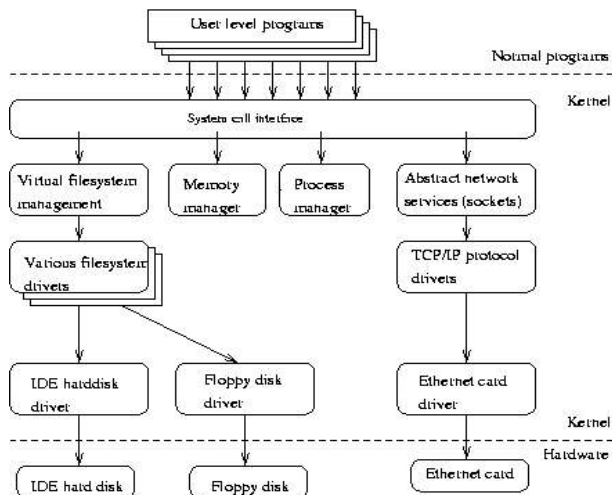 User level programs
Normal programs
Kernel
System call interface
Virtual filesystem
management
Memory
manager
Process
manager
Abstract network
services (sockets)
Various filesystem
drivers
TCP/IP protocol
drivers
IDE harddisk
driver
Floppy disk
driver
Ethernet card
driver
Kernel
Hardware
IDE hard disk
Floppy disk
Ethernet card